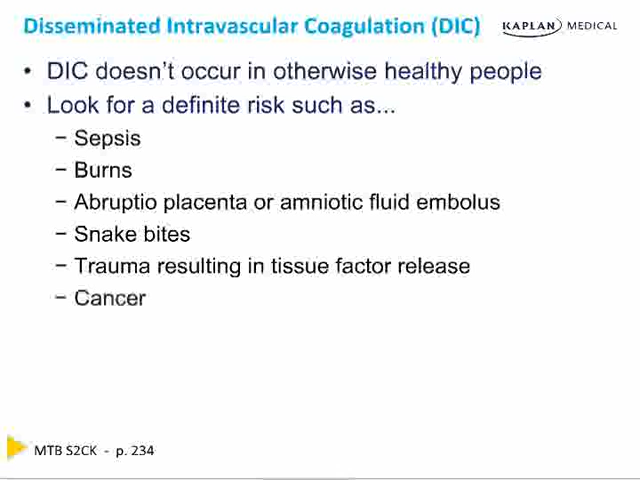 Disseminated Intravascular Coagulation (DIC) KAPLAN MEDICAL
• DIC doesn't occur in otherwise healthy people
• Look for a definite risk such as...
− Sepsis
− Burns
− Abruptio placenta or amniotic fluid embolus
− Snake bites
− Trauma resulting in tissue factor release
− Cancer
MTB S2CK - p. 234